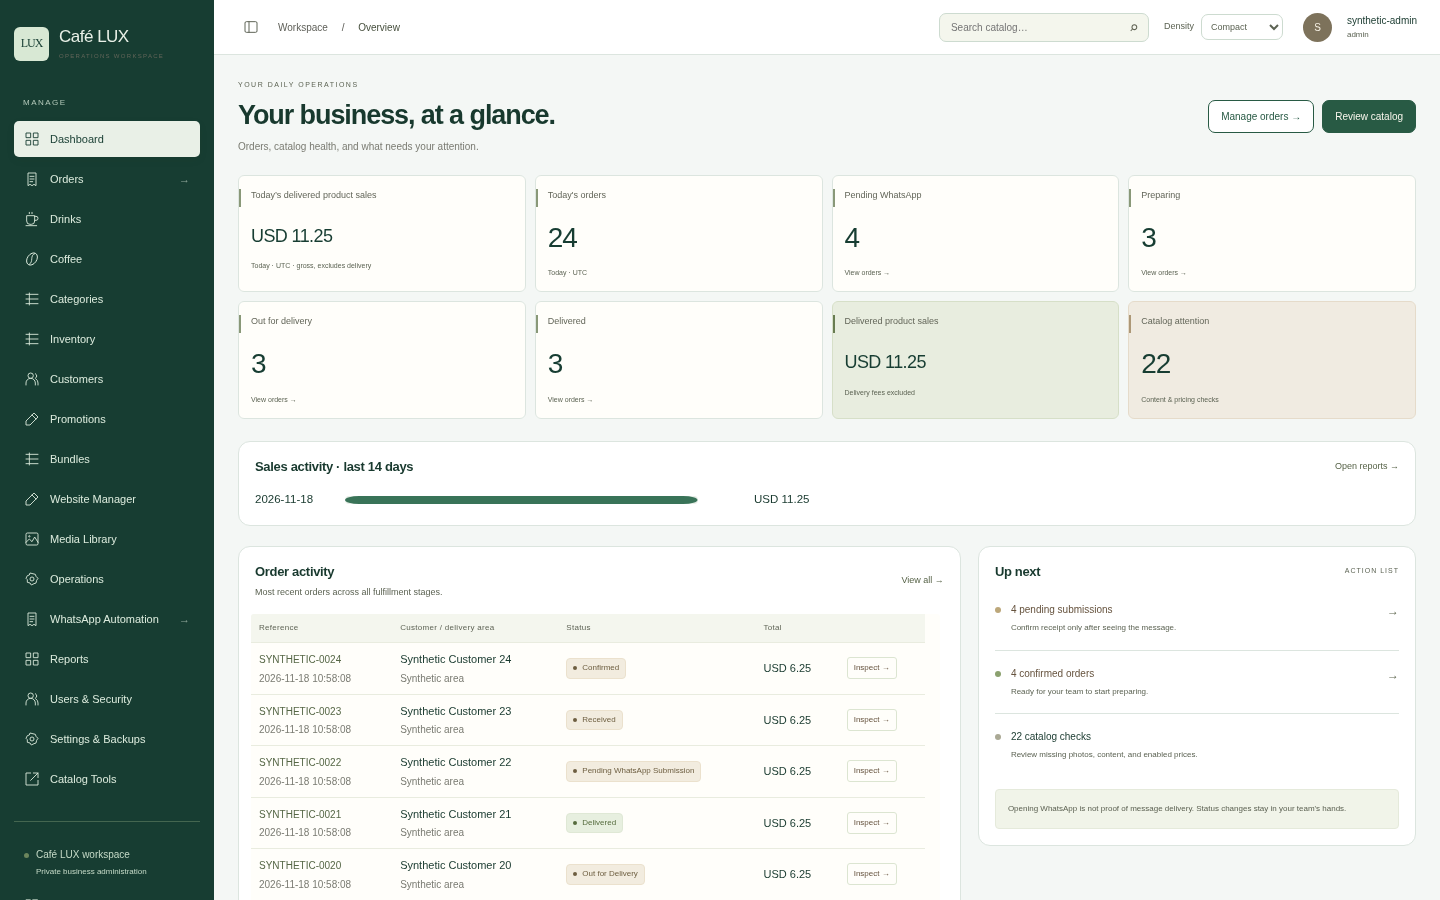 LUX
Café LUX
OPERATIONS WORKSPACE
MANAGE
Dashboard
Orders →
Drinks
Coffee
Categories
Inventory
Customers
Promotions
Bundles
Website Manager
Media Library
Operations
WhatsApp Automation →
Reports
Users & Security
Settings & Backups
Catalog Tools
Café LUX workspace
Private business administration
Workspace / Overview
Search catalog…
Density
Compact
S
synthetic-admin
admin
YOUR DAILY OPERATIONS
Your business, at a glance.
Orders, catalog health, and what needs your attention.
Manage orders →
Review catalog
Today's delivered product sales
USD 11.25
Today · UTC · gross, excludes delivery
Today's orders
24
Today · UTC
Pending WhatsApp
4
View orders →
Preparing
3
View orders →
Out for delivery
3
View orders →
Delivered
3
View orders →
Delivered product sales
USD 11.25
Delivery fees excluded
Catalog attention
22
Content & pricing checks
Sales activity · last 14 days
Open reports →
2026-11-18 USD 11.25
Order activity
Most recent orders across all fulfillment stages.
View all →
Reference Customer / delivery area Status Total
SYNTHETIC-0024 Synthetic Customer 24 Confirmed USD 6.25 Inspect →
2026-11-18 10:58:08 Synthetic area
SYNTHETIC-0023 Synthetic Customer 23 Received USD 6.25 Inspect →
2026-11-18 10:58:08 Synthetic area
SYNTHETIC-0022 Synthetic Customer 22 Pending WhatsApp Submission USD 6.25 Inspect →
2026-11-18 10:58:08 Synthetic area
SYNTHETIC-0021 Synthetic Customer 21 Delivered USD 6.25 Inspect →
2026-11-18 10:58:08 Synthetic area
SYNTHETIC-0020 Synthetic Customer 20 Out for Delivery USD 6.25 Inspect →
2026-11-18 10:58:08 Synthetic area
Up next
ACTION LIST
4 pending submissions →
Confirm receipt only after seeing the message.
4 confirmed orders →
Ready for your team to start preparing.
22 catalog checks
Review missing photos, content, and enabled prices.
Opening WhatsApp is not proof of message delivery. Status changes stay in your team's hands.